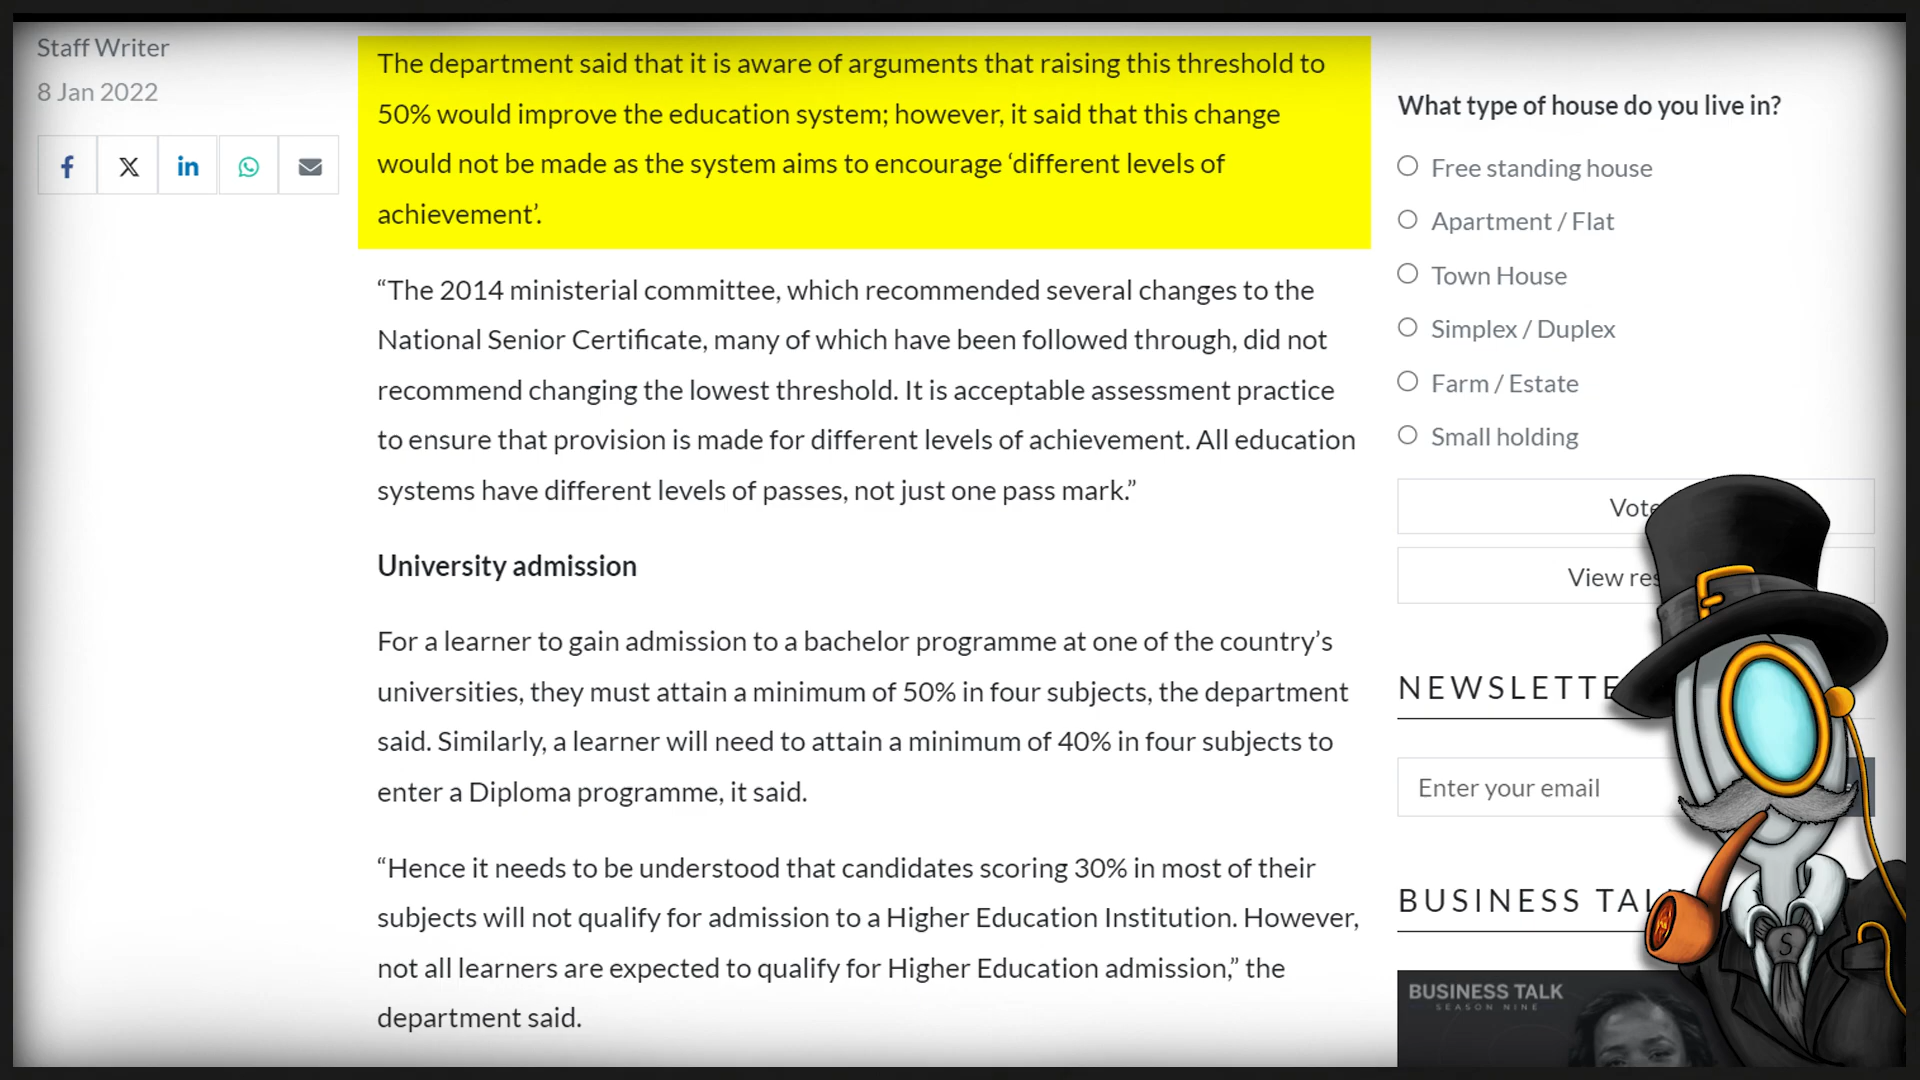 Staff Writer
8 Jan 2022
The department said that it is aware of arguments that raising this threshold to
50% would improve the education system; however, it said that this change
would not be made as the system aims to encourage ‘different levels of
achievement’.
“The 2014 ministerial committee, which recommended several changes to the
National Senior Certificate, many of which have been followed through, did not
recommend changing the lowest threshold. It is acceptable assessment practice
to ensure that provision is made for different levels of achievement. All education
systems have different levels of passes, not just one pass mark.”
University admission
For a learner to gain admission to a bachelor programme at one of the country’s
universities, they must attain a minimum of 50% in four subjects, the department
said. Similarly, a learner will need to attain a minimum of 40% in four subjects to
enter a Diploma programme, it said.
“Hence it needs to be understood that candidates scoring 30% in most of their
subjects will not qualify for admission to a Higher Education Institution. However,
not all learners are expected to qualify for Higher Education admission,” the
department said.
What type of house do you live in?
Free standing house
Apartment / Flat
Town House
Simplex / Duplex
Farm / Estate
Small holding
Vote
View res
NEWSLETTE
Enter your email
BUSINESS TAL
BUSINESS TALK
SEASON NINE
S